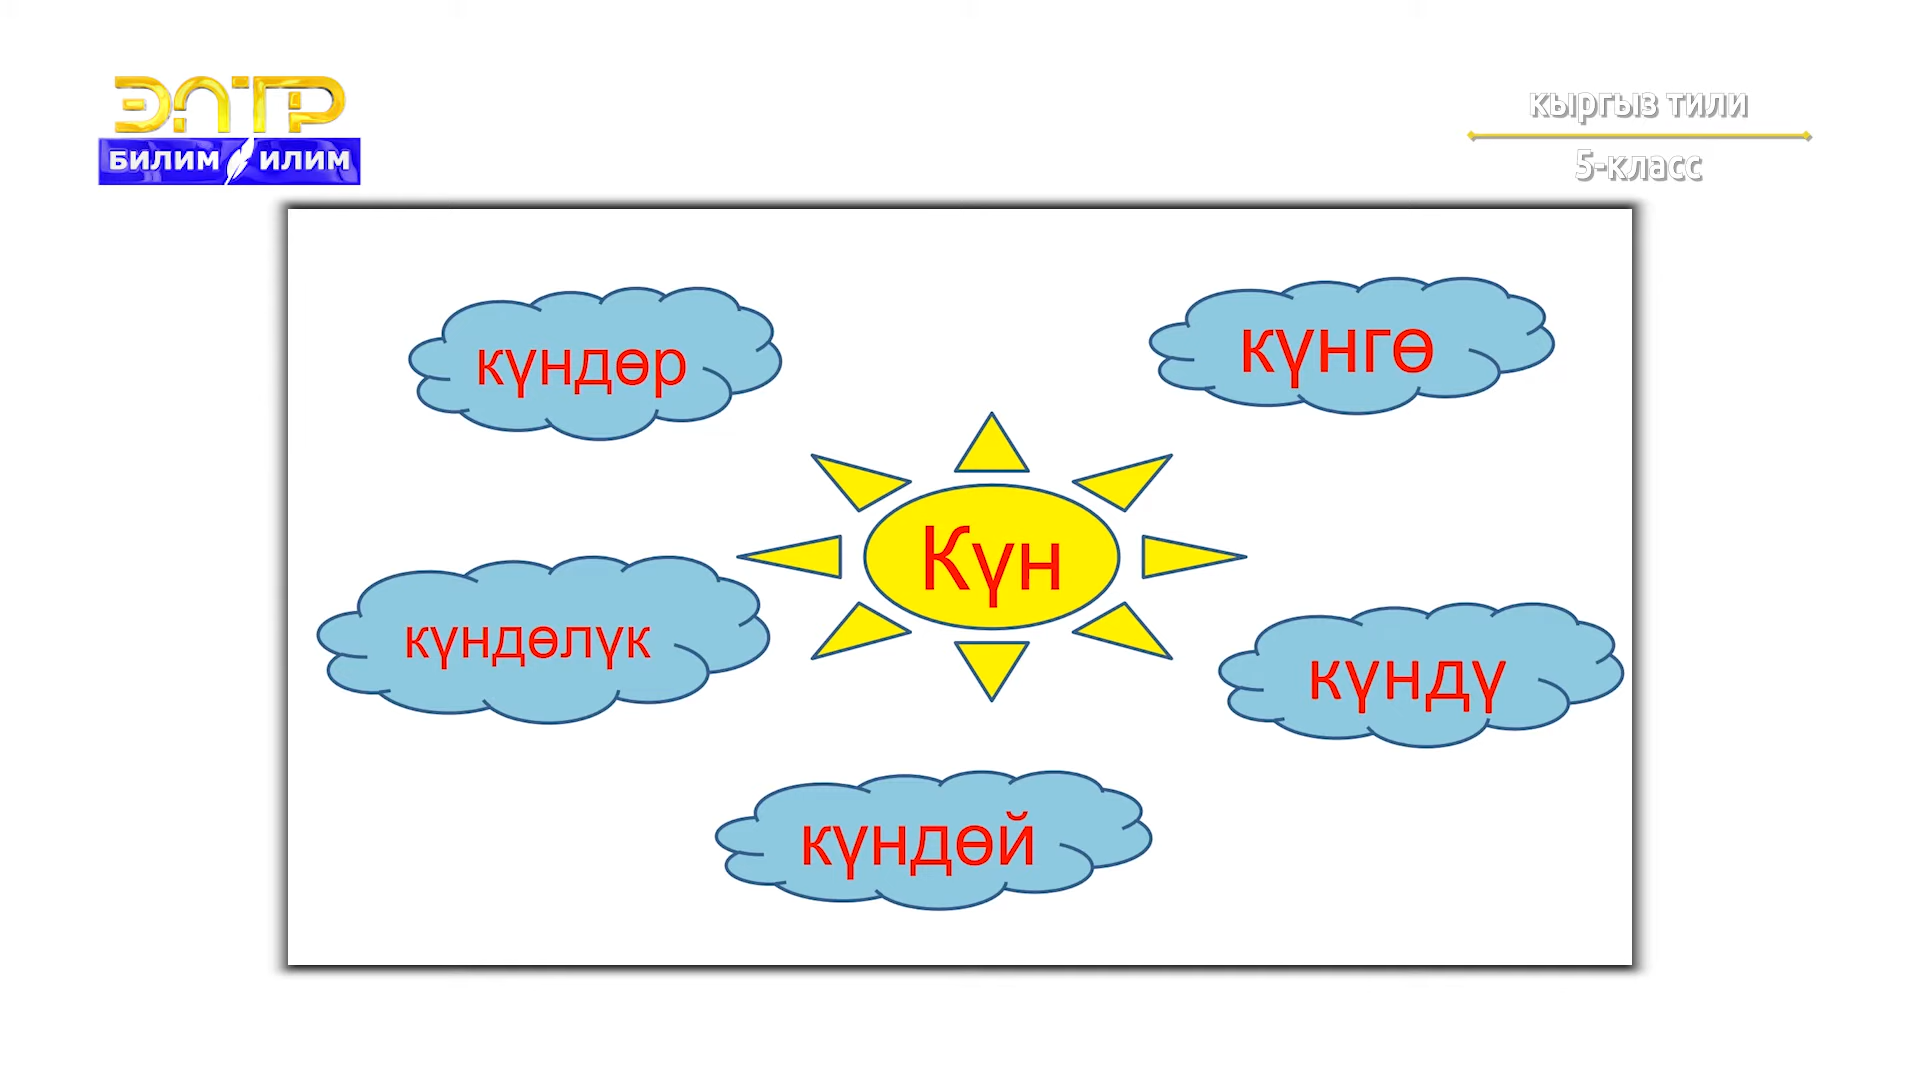 ЭЛТР
БИЛИМ ИЛИМ
кыргыз тили
5-класс
күндөр
күнгө
Күн
күндөлүк
күндү
күндөй